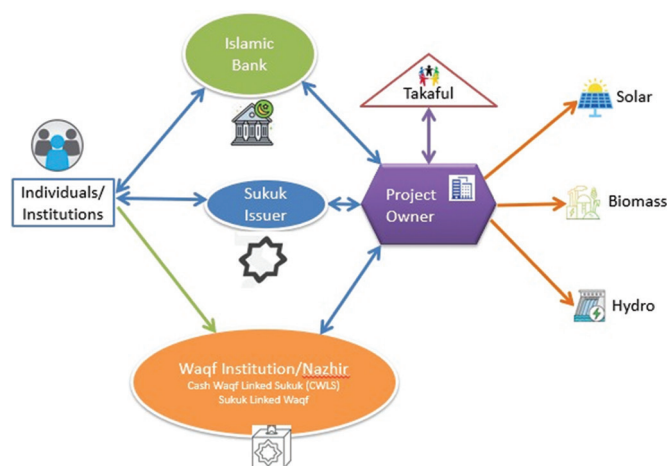 Islamic
Bank
Takaful
Solar
Individuals/
Institutions
Sukuk
Issuer
Project
Owner
Biomass
Hydro
Waqf Institution/Nazhir
Cash Waqf Linked Sukuk (CWLS)
Sukuk Linked Waqf